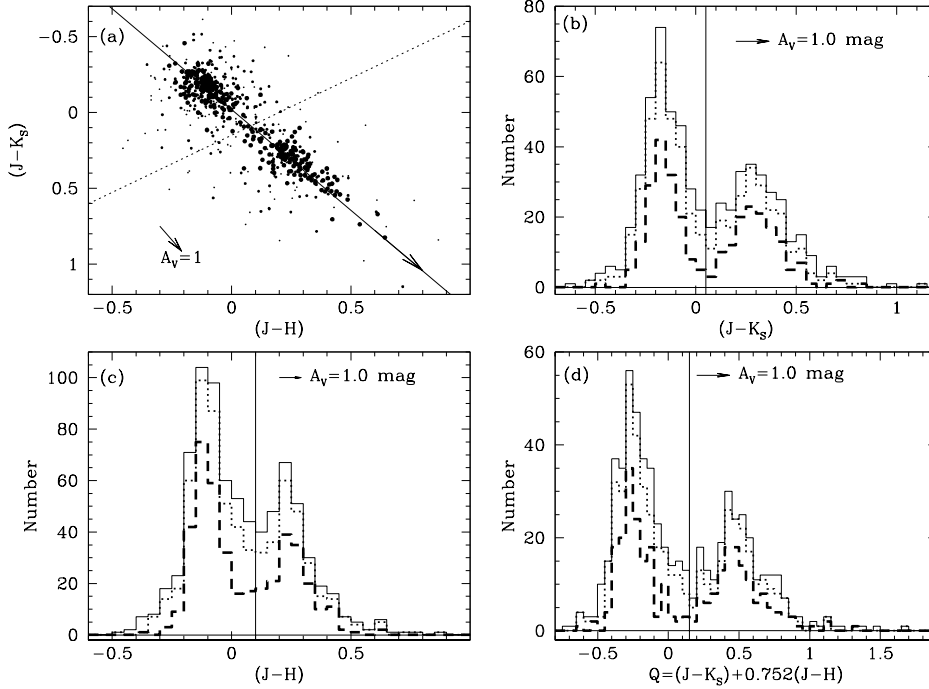 (a)
−0.5
0
0.5
1
(J−K_S)
A_V=1
−0.5 0 0.5
(J−H)
(b)
A_V=1.0 mag
80
60
40
20
0
Number
−0.5 0 0.5 1
(J−K_S)
(c)
A_V=1.0 mag
100
80
60
40
20
0
Number
−0.5 0 0.5
(J−H)
(d)
A_V=1.0 mag
60
40
20
0
Number
−0.5 0 0.5 1 1.5
Q=(J−K_S)+0.752(J−H)